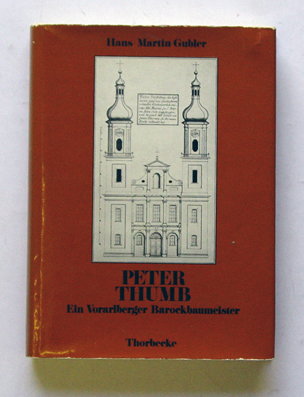 Hans-Martin Gubler
PETER
THUMB
Ein Vorarlberger Barockbaumeister
Thorbecke